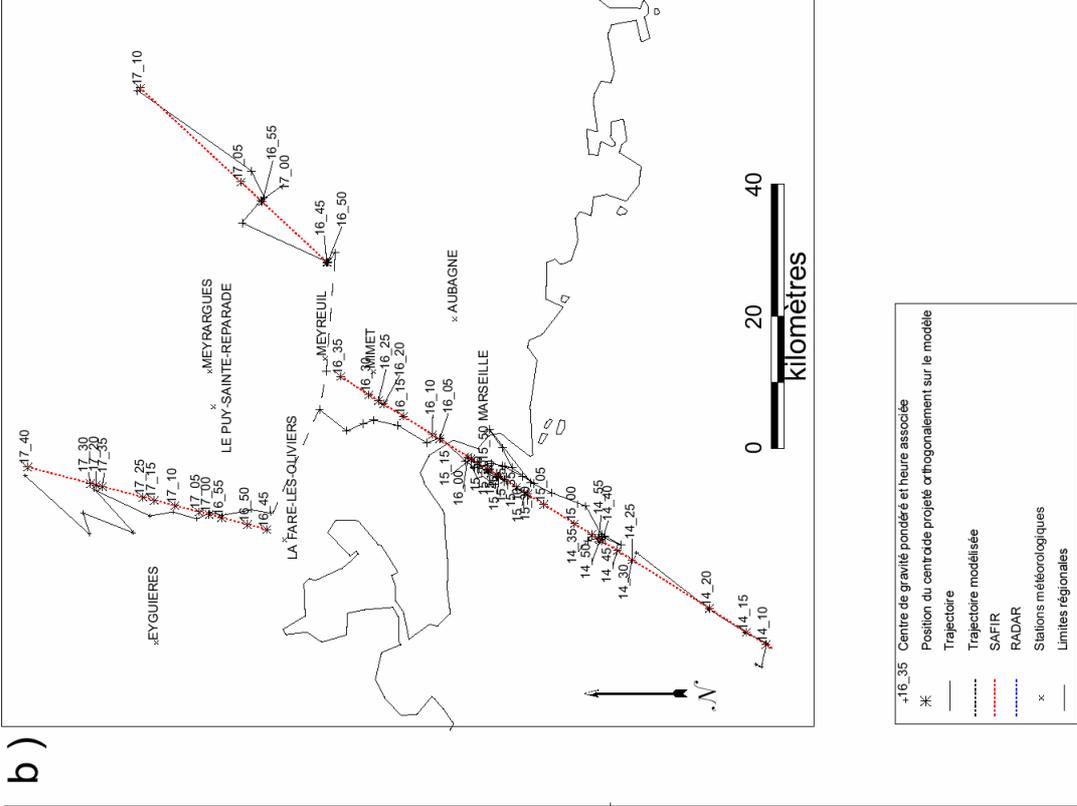 b )
17_10
17_05
16_55
17_00
16_45
16_50
MEYRARGUES
LE PUY-SAINTE-REPARADE
AUBAGNE
MEYREUIL
MIMET
16_35
16_30
16_25
16_20
16_15
16_10
16_05
MARSEILLE
15_50
15_15
16_00
17_40
17_30
17_20
17_35
17_25
17_15
17_10
17_05
17_00
16_55
16_50
16_45
LA FARE-LES-OLIVIERS
EYGUIERES
15_05
15_00
14_55
14_40
14_35
14_50
14_45
14_30
14_25
14_20
14_15
14_10
N
0 20 40
kilomètres
16_35 Centre de gravité pondéré et heure associée
Position du centroide projeté orthogonalement sur le modèle
Trajectoire
Trajectoire modélisée
SAFIR
RADAR
Stations météorologiques
Limites régionales